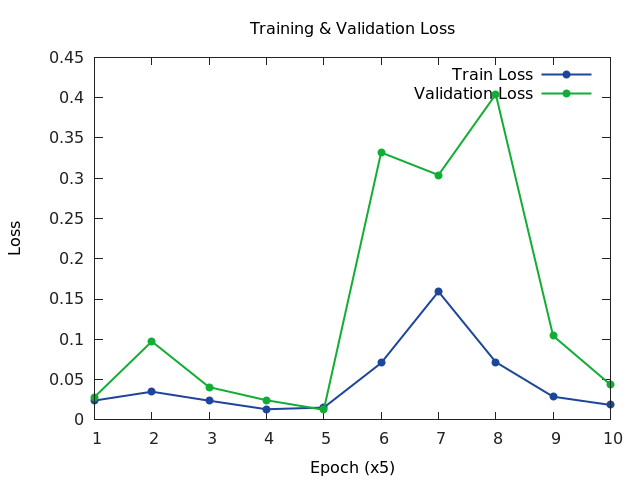 Training & Validation Loss
Train Loss
Validation Loss
0.45
0.4
0.35
0.3
0.25
0.2
0.15
0.1
0.05
0
Loss
1 2 3 4 5 6 7 8 9 10
Epoch (x5)